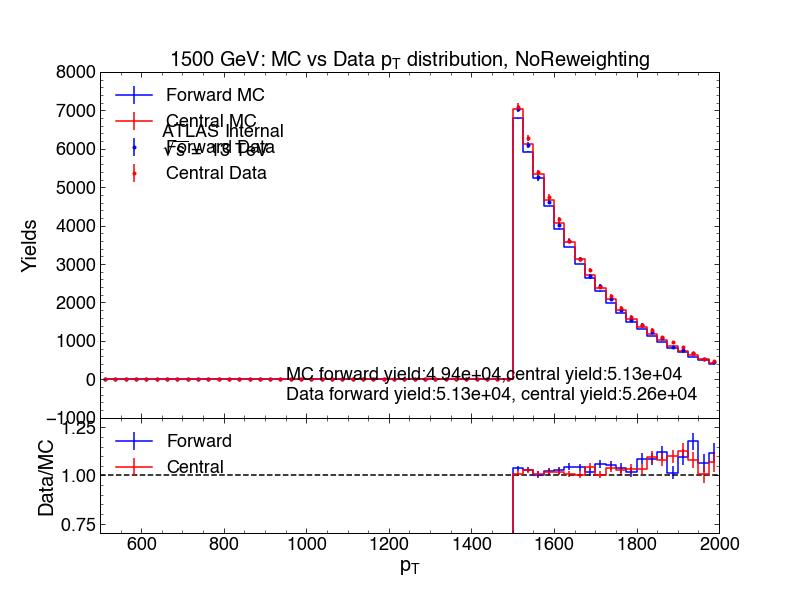 1500 GeV: MC vs Data pT distribution, NoReweighting
8000
7000
6000
5000
4000
3000
2000
1000
0
−1000
Yields
Forward MC
Central MC
ATLAS Internal
√s = 13 TeV
Forward Data
Central Data
MC forward yield:4.94e+04 central yield:5.13e+04
Data forward yield:5.13e+04, central yield:5.26e+04
1.25
1.00
0.75
Data/MC
Forward
Central
600 800 1000 1200 1400 1600 1800 2000
pT